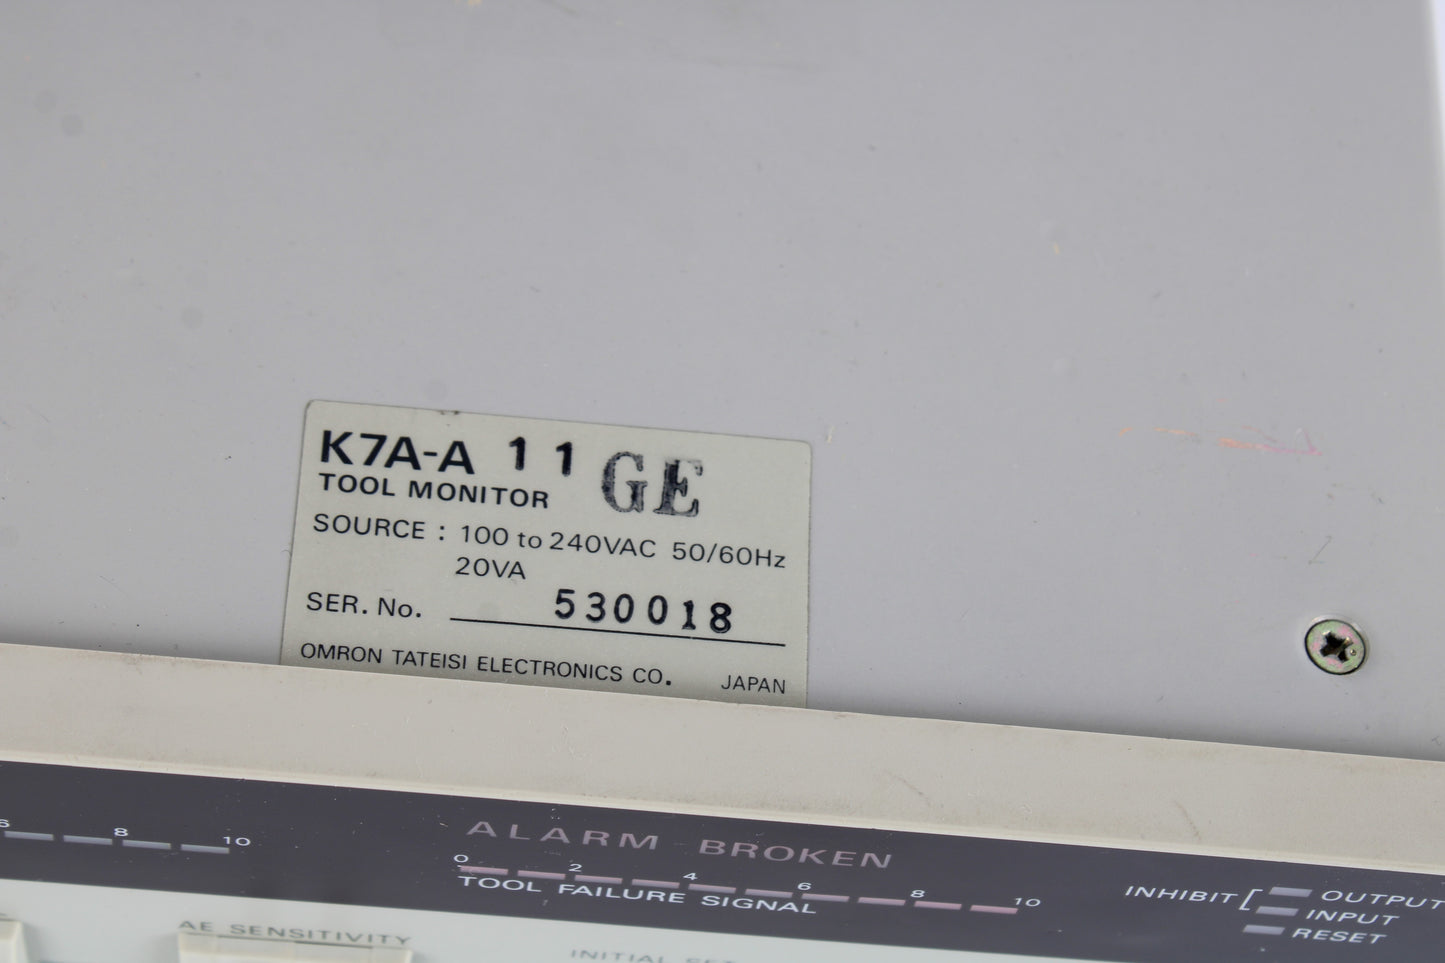 K7A-A 11 GE
TOOL MONITOR
SOURCE : 100 to 240VAC 50/60Hz
20VA
SER. No. 530018
OMRON TATEISI ELECTRONICS CO. JAPAN
6 8 10
ALARM BROKEN
0 2 4 6 8 10
TOOL FAILURE SIGNAL
INHIBIT [ OUTPUT
INPUT
RESET
AE SENSITIVITY
INITIAL